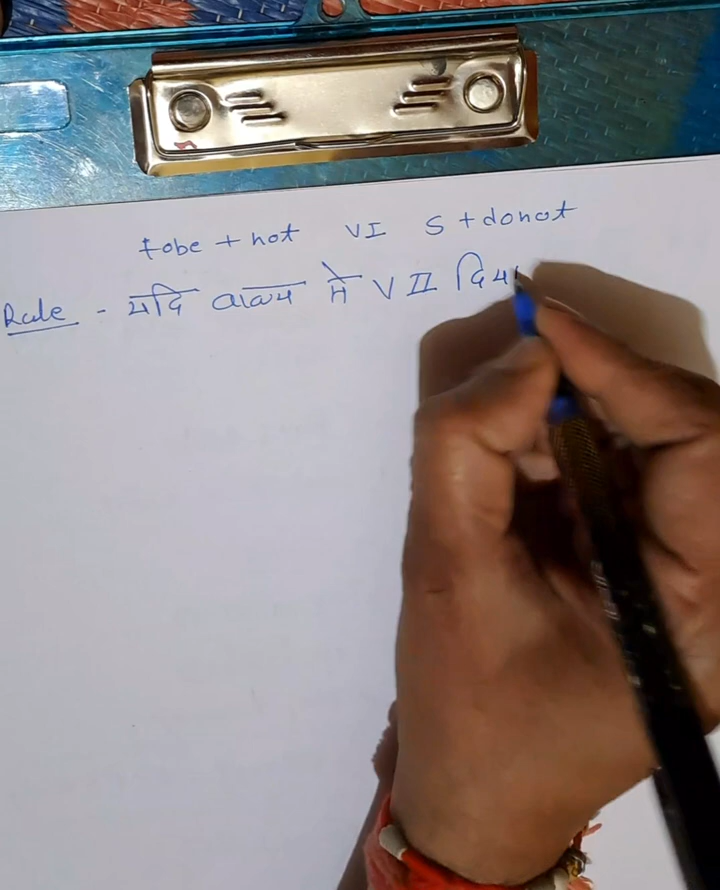 tobe + not VI S + donot
Rule - यदि वाक्य में V II दिया